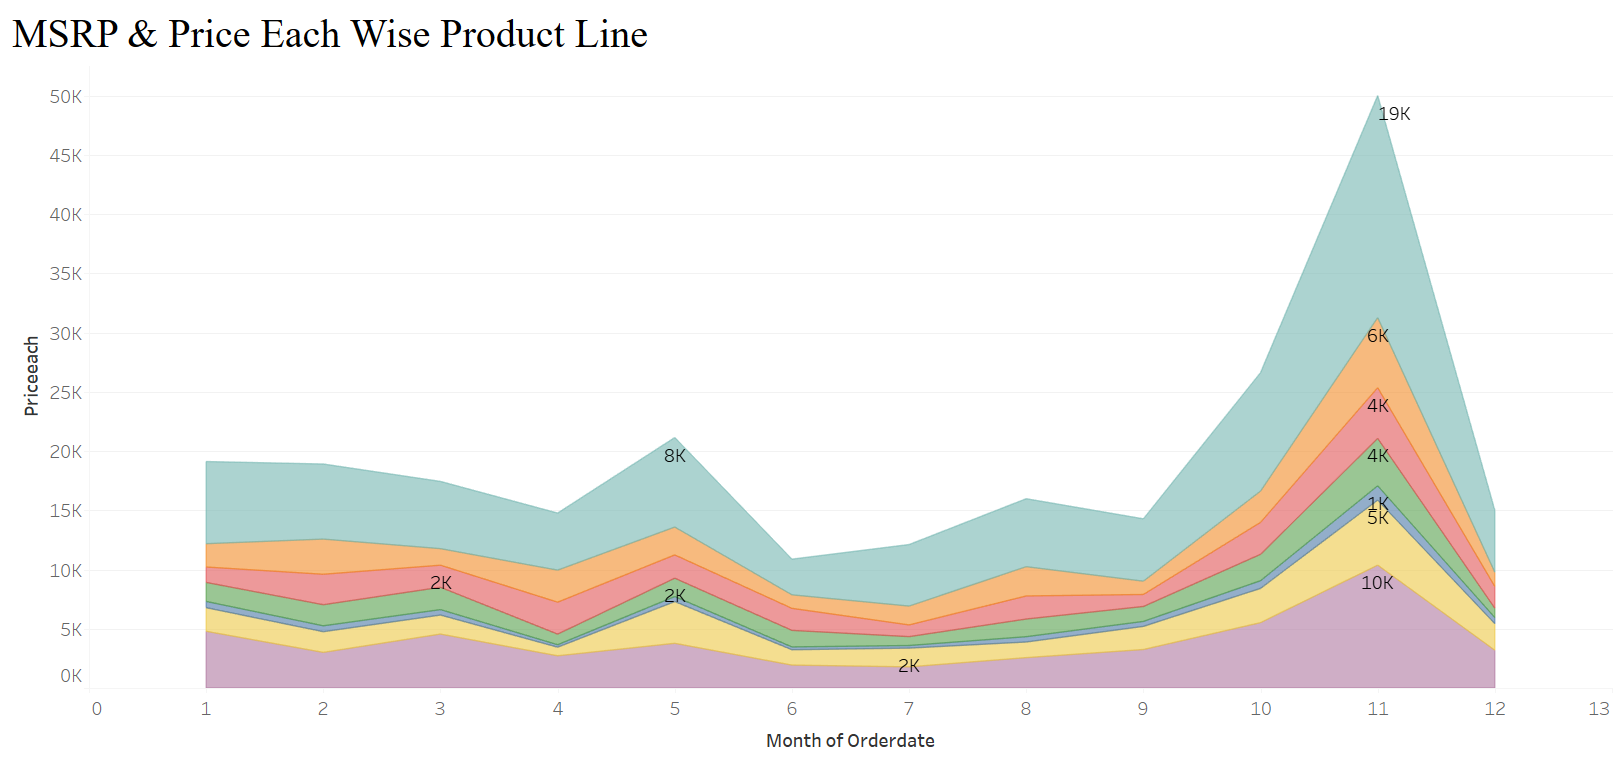 MSRP & Price Each Wise Product Line
50K
19K
45K
40K
35K
30K
6K
Priceeach
25K
4K
20K
8K
4K
15K
1K
5K
10K
2K
2K
10K
5K
2K
0K
0 1 2 3 4 5 6 7 8 9 10 11 12 13
Month of Orderdate